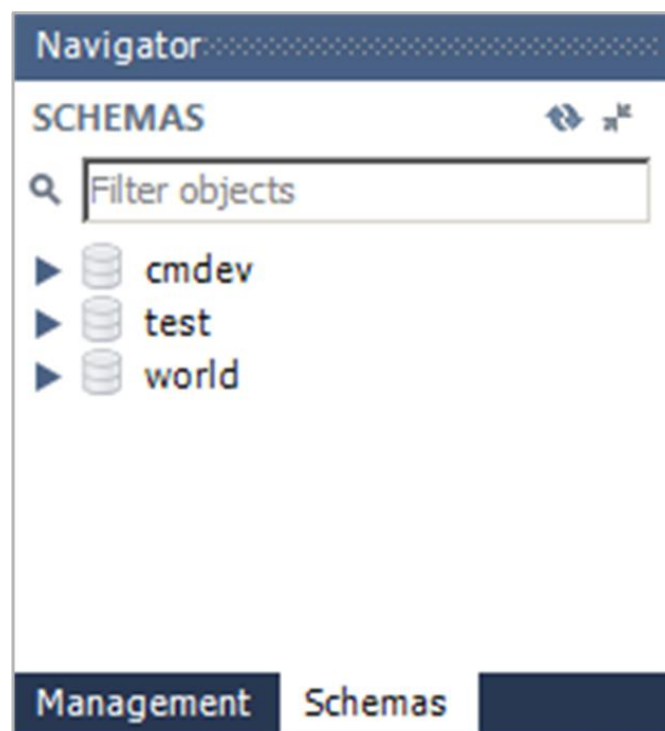 Navigator
SCHEMAS
Filter objects
cmdev
test
world
Management Schemas